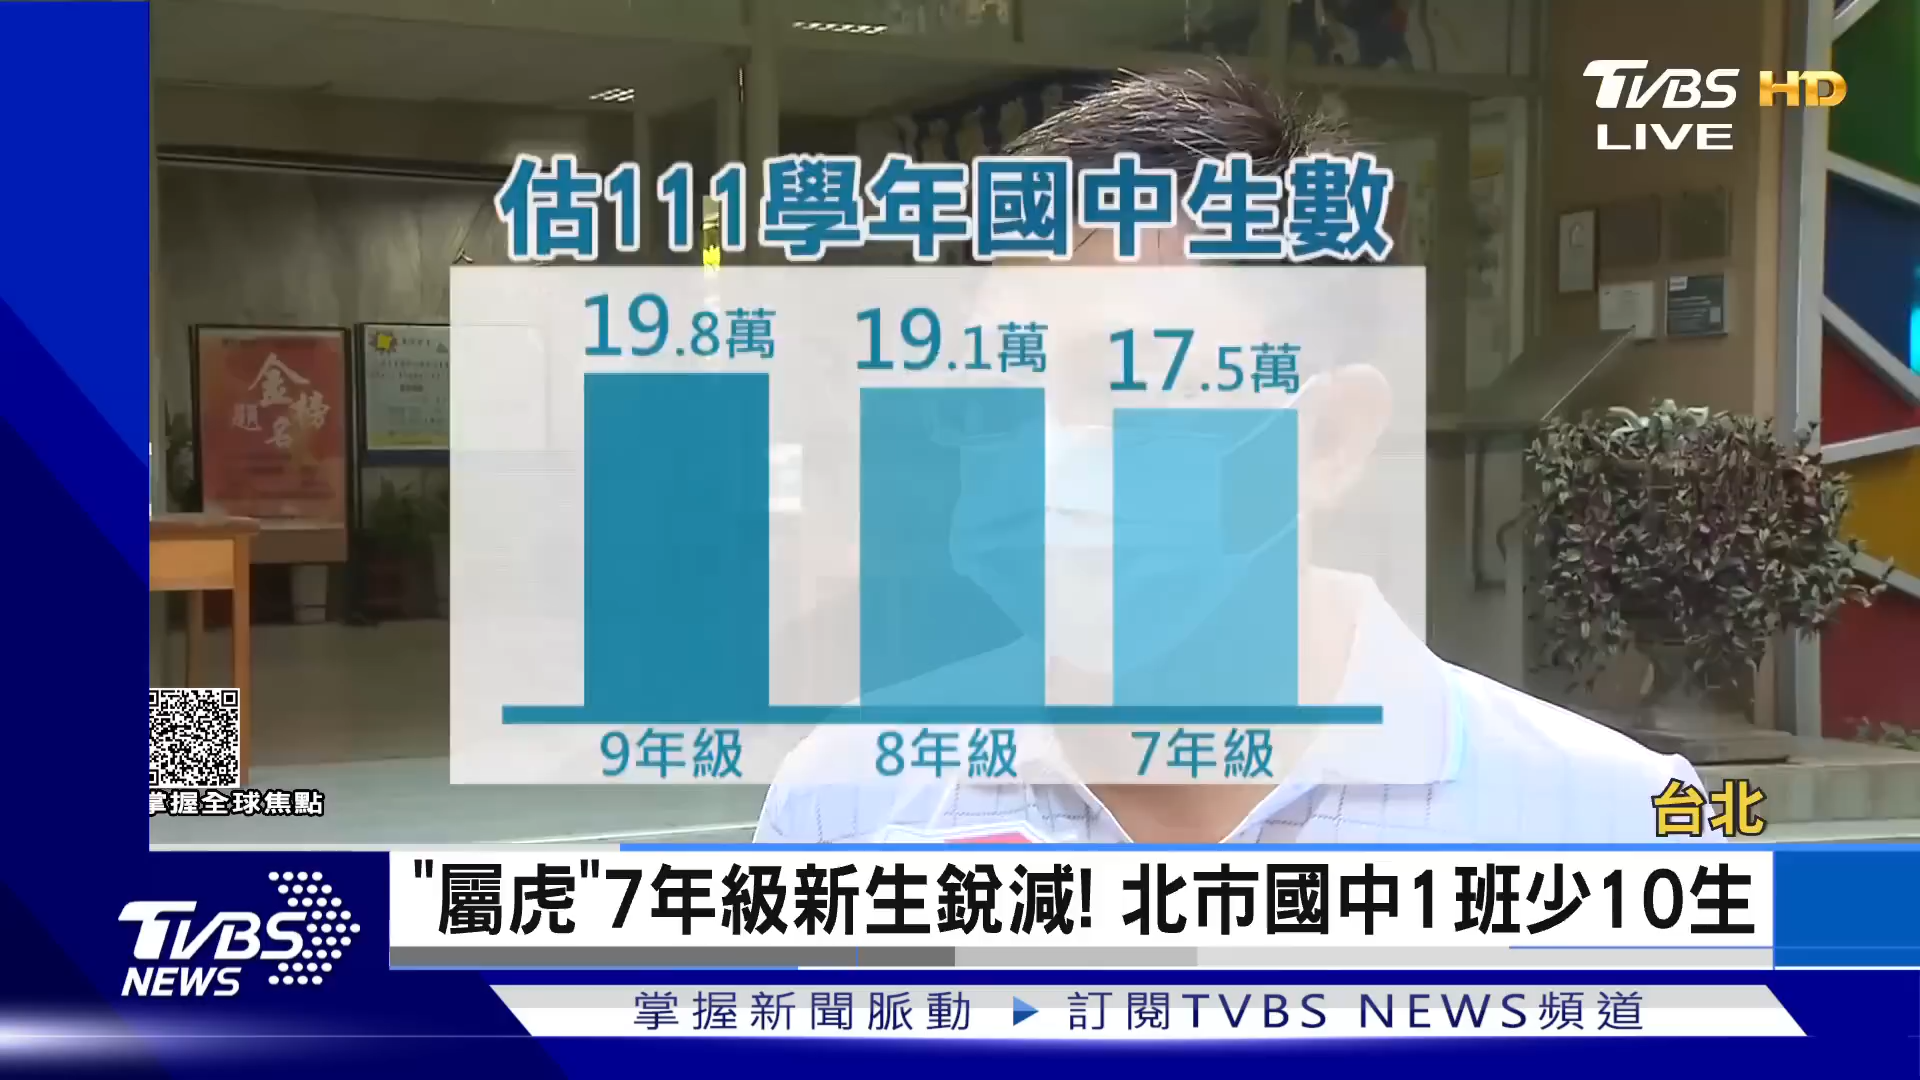 TVBS HD
LIVE
估111學年國中生數
19.8萬
19.1萬
17.5萬
9年級
8年級
7年級
金榜
題名
掌握全球焦點
台北
"屬虎"7年級新生銳減! 北市國中1班少10生
TVBS
NEWS
掌握新聞脈動 ▶ 訂閱TVBS NEWS頻道